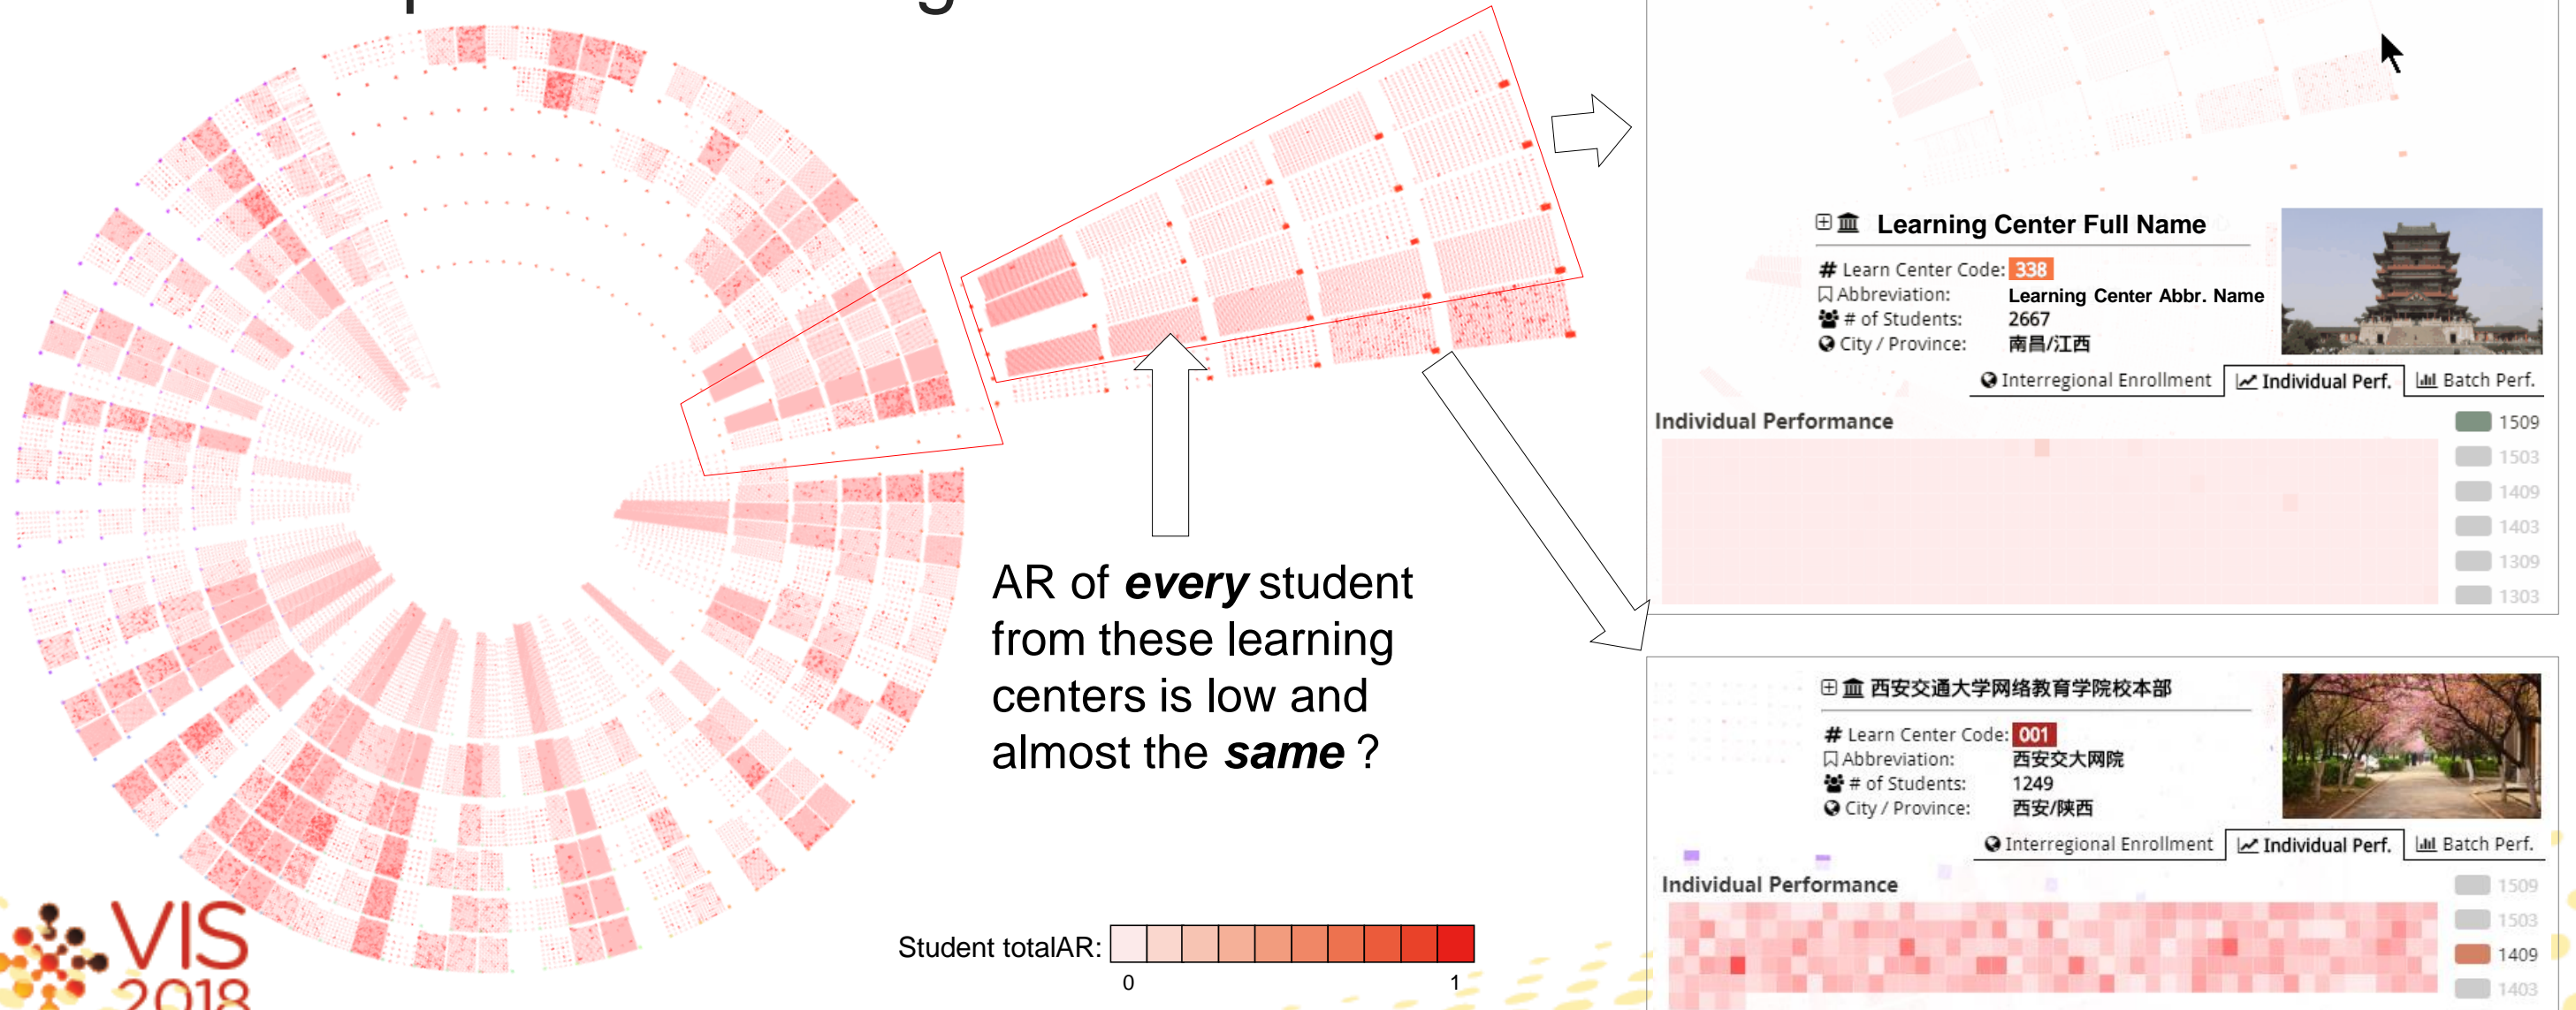 Learning Center Full Name
# Learn Center Code: 338
Abbreviation: Learning Center Abbr. Name
# of Students: 2667
City / Province: 南昌/江西
Interregional Enrollment Individual Perf. Batch Perf.
Individual Performance
1509
1503
1409
1403
1309
1303
AR of every student
from these learning
centers is low and
almost the same ?
西安交通大学网络教育学院校本部
# Learn Center Code: 001
Abbreviation: 西安交大网院
# of Students: 1249
City / Province: 西安/陕西
Interregional Enrollment Individual Perf. Batch Perf.
Individual Performance
1509
1503
1409
1403
Student totalAR:
0 1
VIS
2018